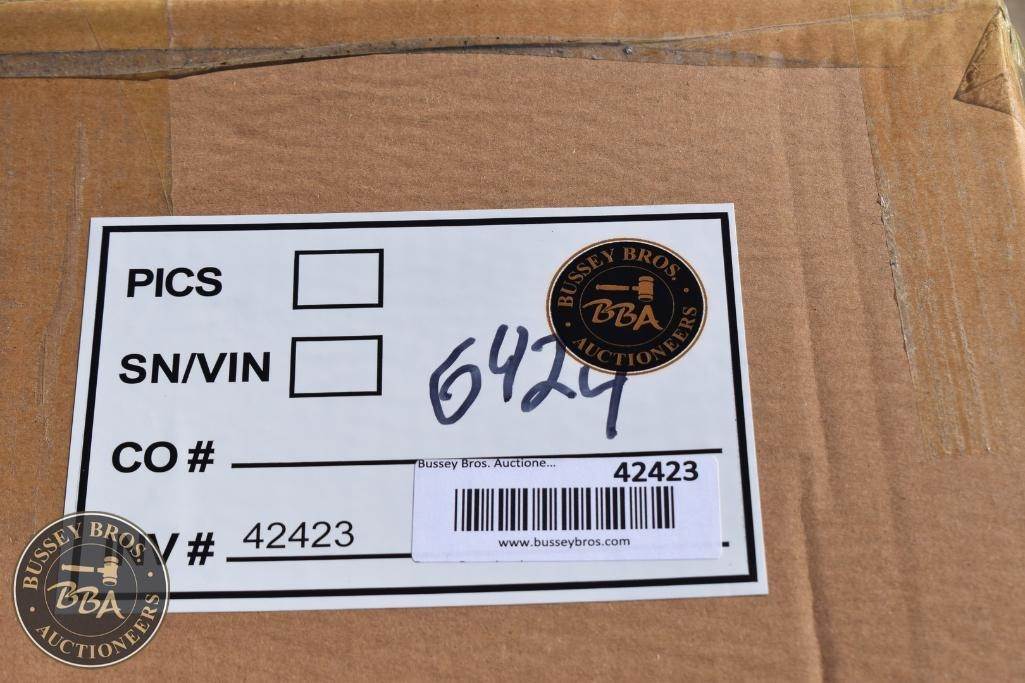 PICS
BUSSEY BROS.
BBA
AUCTIONEERS
SN/VIN
6424
CO #
Bussey Bros. Auctione...
42423
www.busseybros.com
INV # 42423
BUSSEY BROS.
BBA
AUCTIONEERS